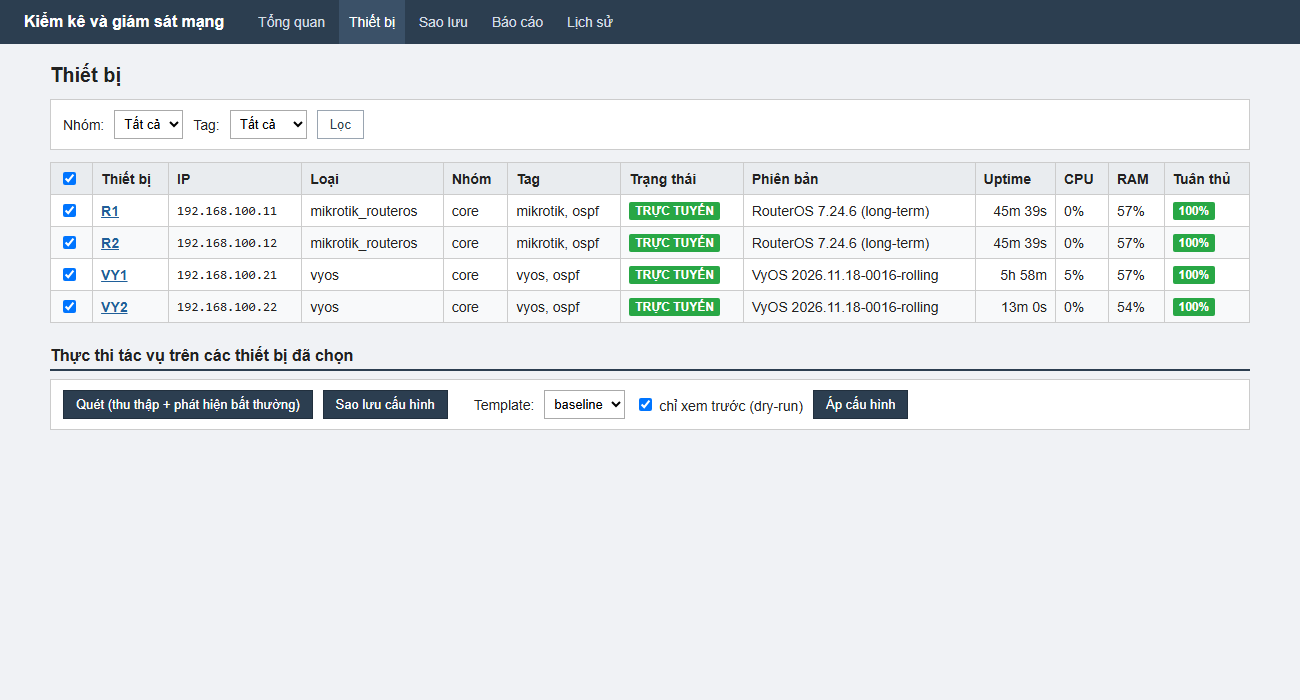 Kiểm kê và giám sát mạng Tổng quan Thiết bị Sao lưu Báo cáo Lịch sử
Thiết bị
Nhóm: Tất cả Tag: Tất cả Lọc
Thiết bị IP Loại Nhóm Tag Trạng thái Phiên bản Uptime CPU RAM Tuân thủ
R1 192.168.100.11 mikrotik_routeros core mikrotik, ospf TRỰC TUYẾN RouterOS 7.24.6 (long-term) 45m 39s 0% 57% 100%
R2 192.168.100.12 mikrotik_routeros core mikrotik, ospf TRỰC TUYẾN RouterOS 7.24.6 (long-term) 45m 39s 0% 57% 100%
VY1 192.168.100.21 vyos core vyos, ospf TRỰC TUYẾN VyOS 2026.11.18-0016-rolling 5h 58m 5% 57% 100%
VY2 192.168.100.22 vyos core vyos, ospf TRỰC TUYẾN VyOS 2026.11.18-0016-rolling 13m 0s 0% 54% 100%
Thực thi tác vụ trên các thiết bị đã chọn
Quét (thu thập + phát hiện bất thường) Sao lưu cấu hình Template: baseline chỉ xem trước (dry-run) Áp cấu hình